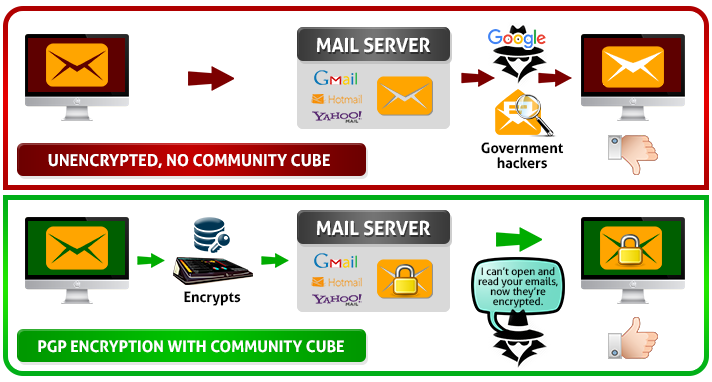 MAIL SERVER
Gmail
Hotmail
YAHOO!
MAIL
Google
Government
hackers
UNENCRYPTED, NO COMMUNITY CUBE
MAIL SERVER
Gmail
Hotmail
YAHOO!
MAIL
Encrypts
I can't open and
read your emails,
now they're
encrypted.
PGP ENCRYPTION WITH COMMUNITY CUBE